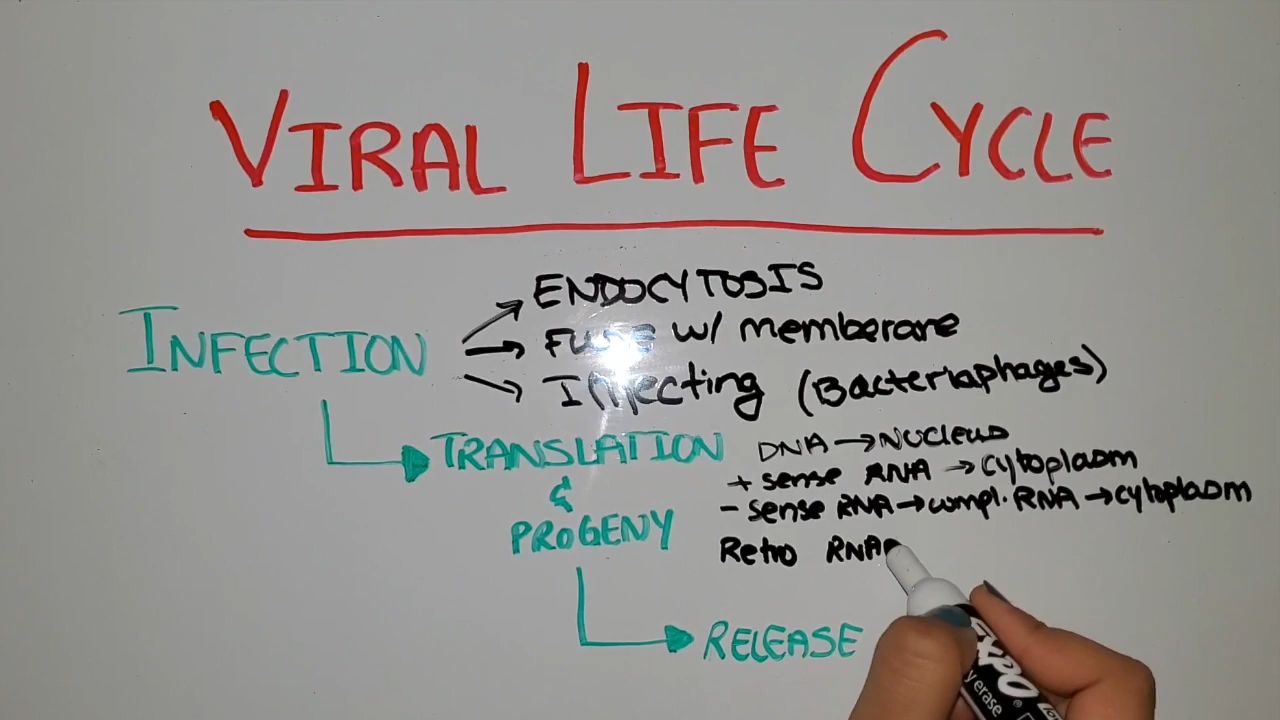 VIRAL LIFE CYCLE
ENDOCYTOSIS
INFECTION
FUSE w/ memberane
Injecting (Bacteriaphages)
TRANSLATION
DNA → NUCLEUS
+ sense RNA → cytoplasm
- sense RNA → compl. RNA → cytoplasm
&
PROGENY
Retro RNA
RELEASE
EXPO
y erase